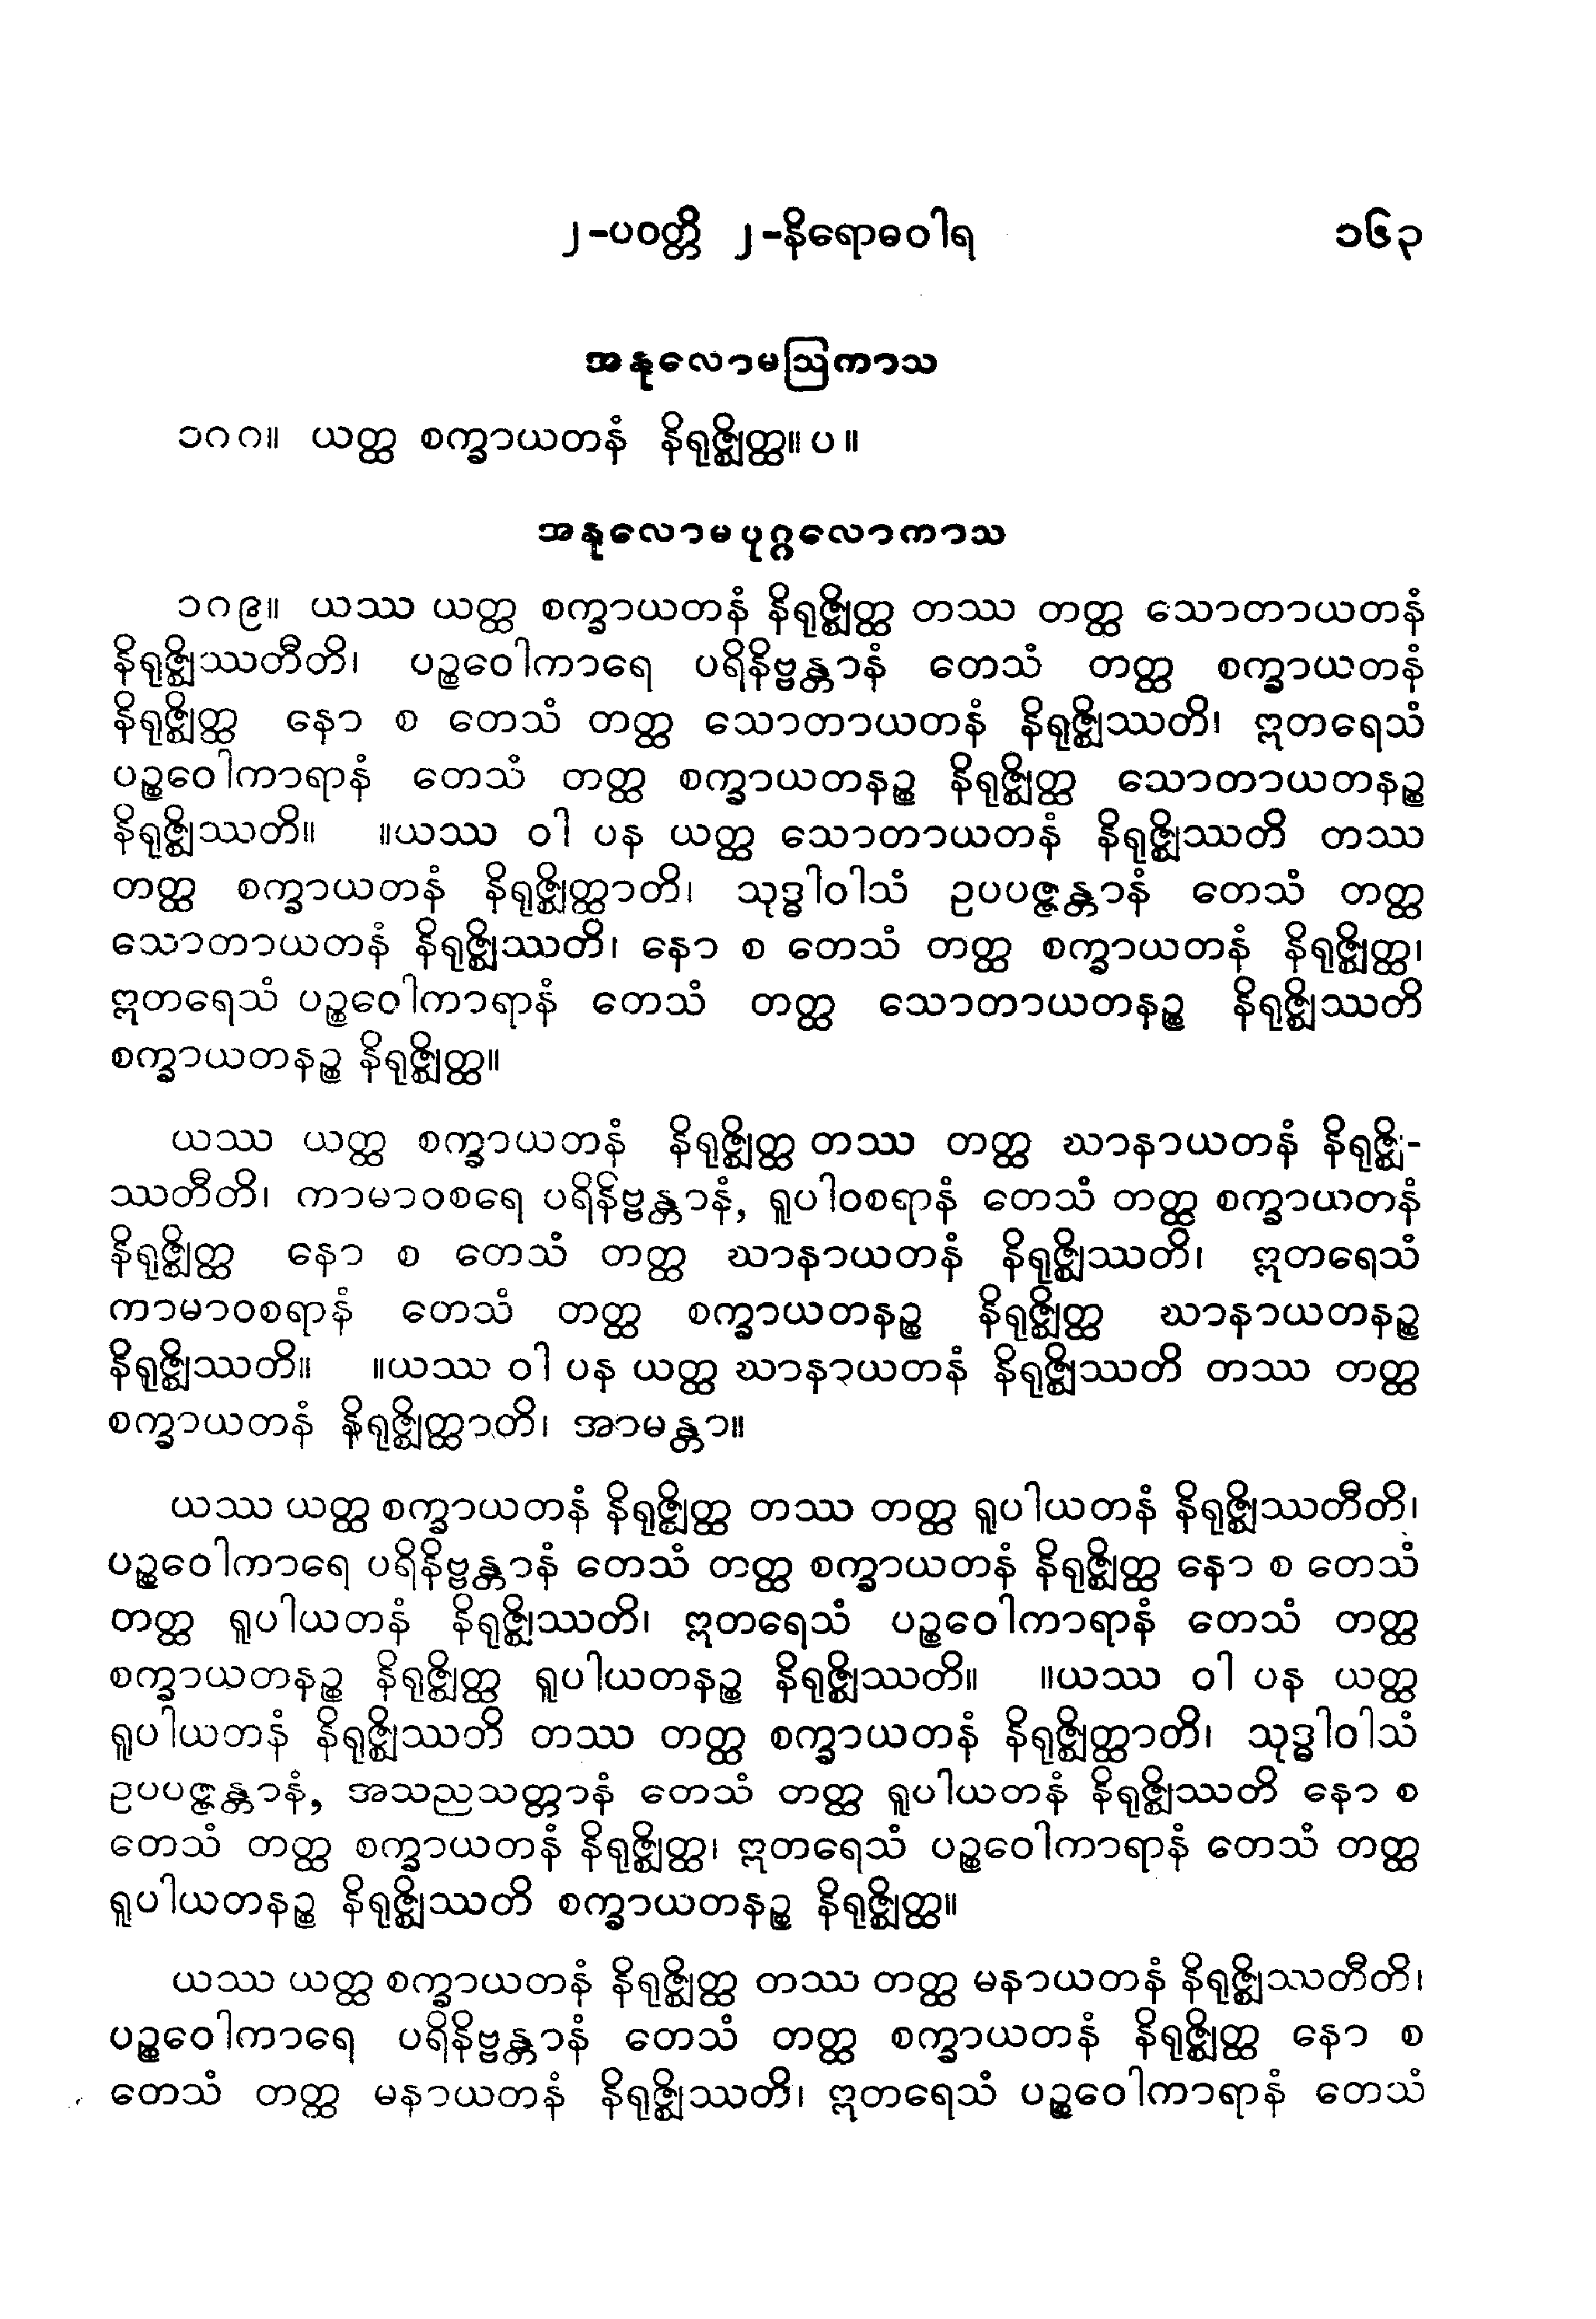 ၂-ပဝတ္တိ ၂-နိရောဓဝါရ ၁၆၃
အနုလောမဩကာသ
၁၈၈။ ယတ္ထ စက္ခာယတနံ နိရုဇ္ဈိတ္ထ။ပ။
အနုလောမပုဂ္ဂလောကာသ
၁၈၉။ ယဿ ယတ္ထ စက္ခာယတနံ နိရုဇ္ဈိတ္ထ တဿ တတ္ထ သောတာယတနံ
နိရုဇ္ဈိဿတီတိ၊ ပဉ္စဝေါကာရေ ပရိနိဗ္ဗန္တာနံ တေသံ တတ္ထ စက္ခာယတနံ
နိရုဇ္ဈိတ္ထ နော စ တေသံ တတ္ထ သောတာယတနံ နိရုဇ္ဈိဿတိ၊ ဣတရေသံ
ပဉ္စဝေါကာရာနံ တေသံ တတ္ထ စက္ခာယတနဉ္စ နိရုဇ္ဈိတ္ထ သောတာယတနဉ္စ
နိရုဇ္ဈိဿတိ။ ။ယဿ ဝါ ပန ယတ္ထ သောတာယတနံ နိရုဇ္ဈိဿတိ တဿ
တတ္ထ စက္ခာယတနံ နိရုဇ္ဈိတ္ထာတိ၊ သုဒ္ဓါဝါသံ ဥပပဇ္ဇန္တာနံ တေသံ တတ္ထ
သောတာယတနံ နိရုဇ္ဈိဿတိ၊ နော စ တေသံ တတ္ထ စက္ခာယတနံ နိရုဇ္ဈိတ္ထ၊
ဣတရေသံ ပဉ္စဝေါကာရာနံ တေသံ တတ္ထ သောတာယတနဉ္စ နိရုဇ္ဈိဿတိ
စက္ခာယတနဉ္စ နိရုဇ္ဈိတ္ထ။
ယဿ ယတ္ထ စက္ခာယတနံ နိရုဇ္ဈိတ္ထ တဿ တတ္ထ ဃာနာယတနံ နိရုဇ္ဈိ-
ဿတီတိ၊ ကာမာဝစရေ ပရိနိဗ္ဗန္တာနံ, ရူပါဝစရာနံ တေသံ တတ္ထ စက္ခာယတနံ
နိရုဇ္ဈိတ္ထ နော စ တေသံ တတ္ထ ဃာနာယတနံ နိရုဇ္ဈိဿတိ၊ ဣတရေသံ
ကာမာဝစရာနံ တေသံ တတ္ထ စက္ခာယတနဉ္စ နိရုဇ္ဈိတ္ထ ဃာနာယတနဉ္စ
နိရုဇ္ဈိဿတိ။ ။ယဿ ဝါ ပန ယတ္ထ ဃာနာယတနံ နိရုဇ္ဈိဿတိ တဿ တတ္ထ
စက္ခာယတနံ နိရုဇ္ဈိတ္ထာတိ၊ အာမန္တာ။
ယဿ ယတ္ထ စက္ခာယတနံ နိရုဇ္ဈိတ္ထ တဿ တတ္ထ ရူပါယတနံ နိရုဇ္ဈိဿတီတိ၊
ပဉ္စဝေါကာရေ ပရိနိဗ္ဗန္တာနံ တေသံ တတ္ထ စက္ခာယတနံ နိရုဇ္ဈိတ္ထ နော စ တေသံ
တတ္ထ ရူပါယတနံ နိရုဇ္ဈိဿတိ၊ ဣတရေသံ ပဉ္စဝေါကာရာနံ တေသံ တတ္ထ
စက္ခာယတနဉ္စ နိရုဇ္ဈိတ္ထ ရူပါယတနဉ္စ နိရုဇ္ဈိဿတိ။ ။ယဿ ဝါ ပန ယတ္ထ
ရူပါယတနံ နိရုဇ္ဈိဿတိ တဿ တတ္ထ စက္ခာယတနံ နိရုဇ္ဈိတ္ထာတိ၊ သုဒ္ဓါဝါသံ
ဥပပဇ္ဇန္တာနံ, အသညသတ္တာနံ တေသံ တတ္ထ ရူပါယတနံ နိရုဇ္ဈိဿတိ နော စ
တေသံ တတ္ထ စက္ခာယတနံ နိရုဇ္ဈိတ္ထ၊ ဣတရေသံ ပဉ္စဝေါကာရာနံ တေသံ တတ္ထ
ရူပါယတနဉ္စ နိရုဇ္ဈိဿတိ စက္ခာယတနဉ္စ နိရုဇ္ဈိတ္ထ။
ယဿ ယတ္ထ စက္ခာယတနံ နိရုဇ္ဈိတ္ထ တဿ တတ္ထ မနာယတနံ နိရုဇ္ဈိဿတီတိ၊
ပဉ္စဝေါကာရေ ပရိနိဗ္ဗန္တာနံ တေသံ တတ္ထ စက္ခာယတနံ နိရုဇ္ဈိတ္ထ နော စ
တေသံ တတ္ထ မနာယတနံ နိရုဇ္ဈိဿတိ၊ ဣတရေသံ ပဉ္စဝေါကာရာနံ တေသံ